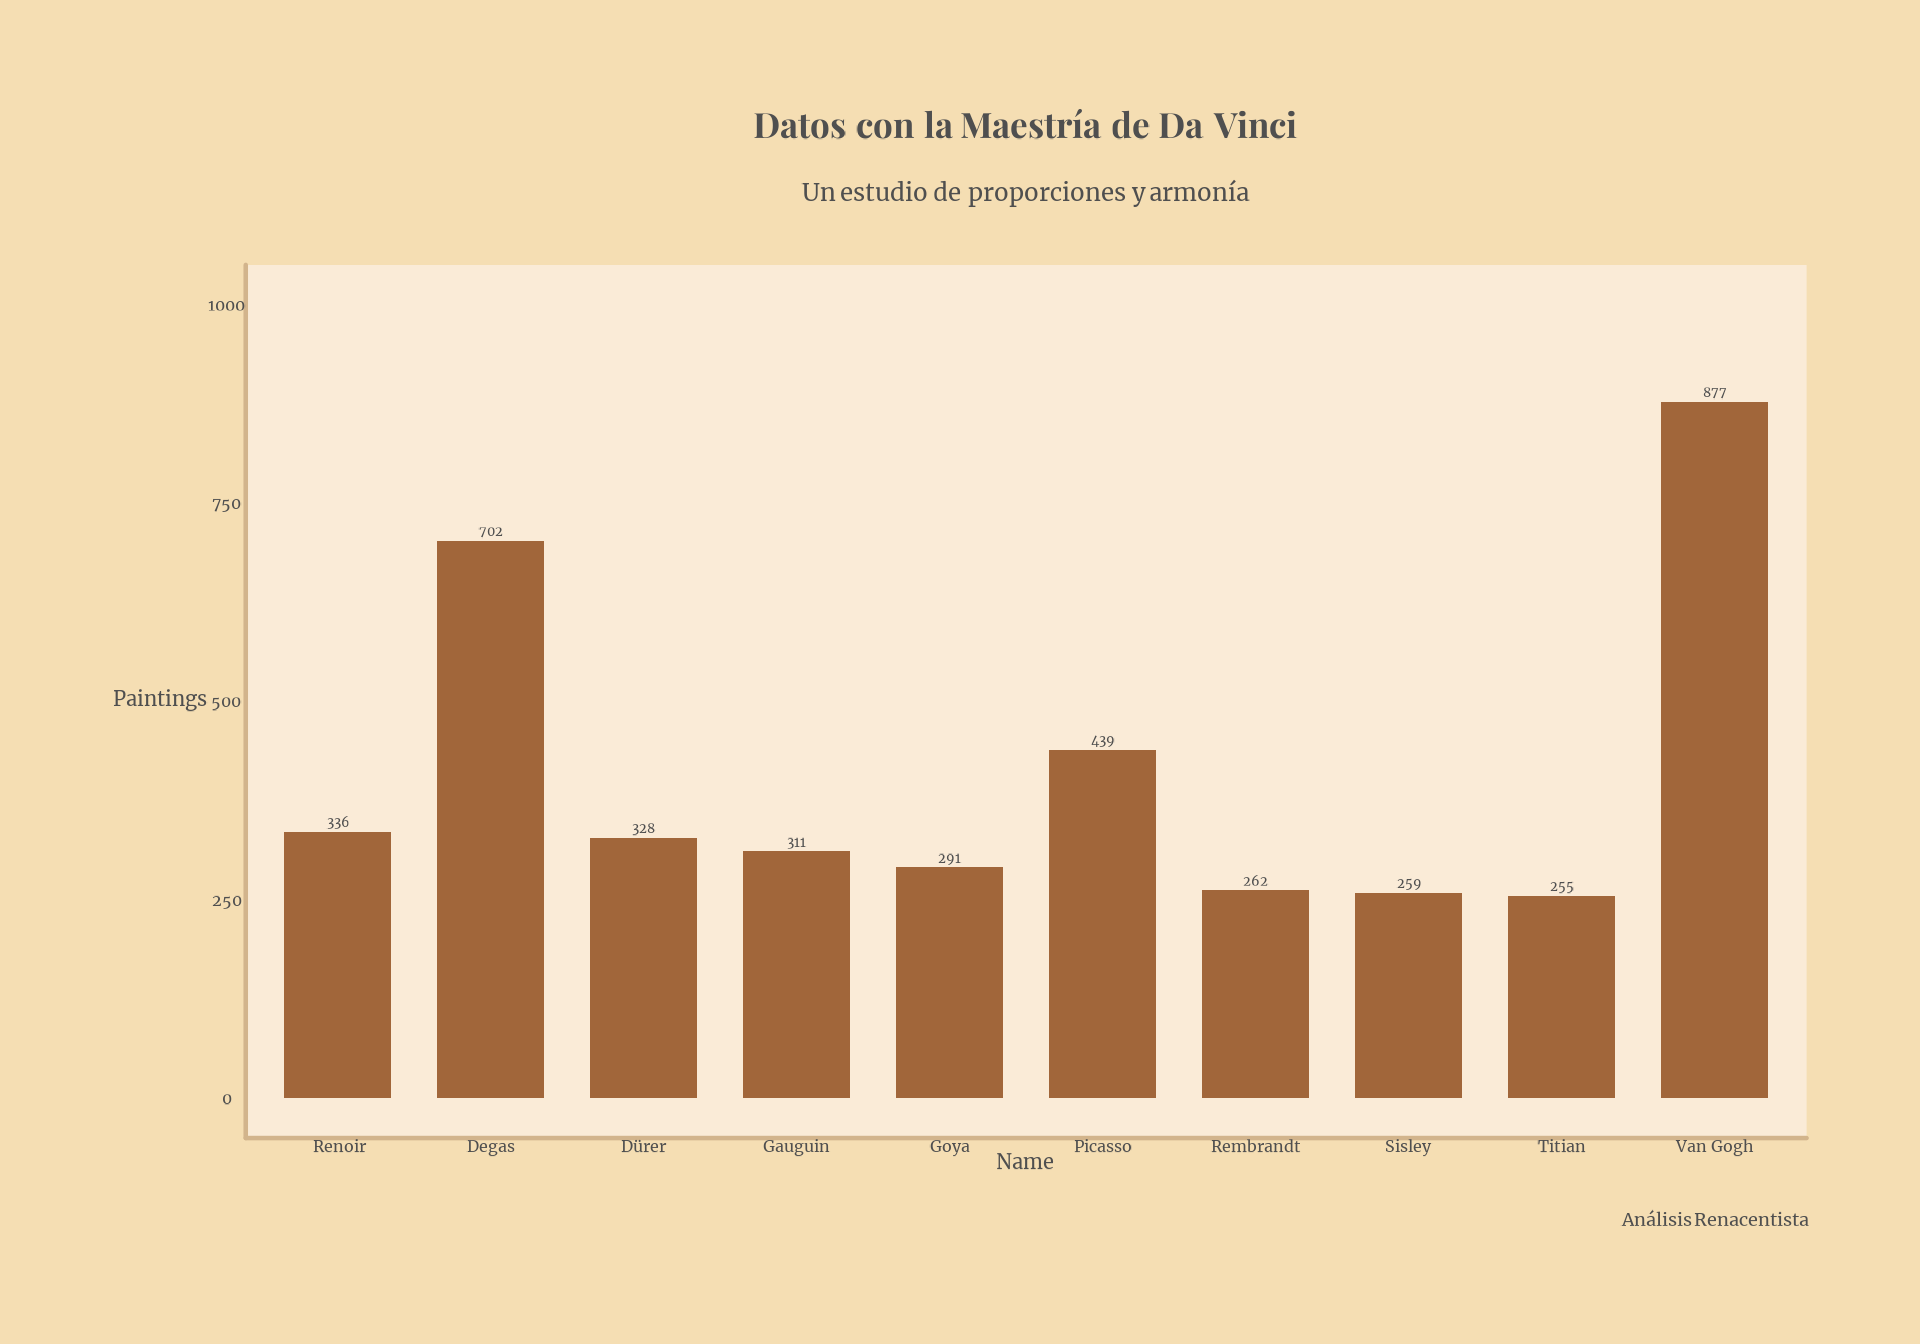 Datos con la Maestría de Da Vinci
Un estudio de proporciones y armonía
1000
877
750
702
Paintings
500
439
336
328
311
291
262
259
255
250
0
Renoir Degas Dürer Gauguin Goya Picasso Rembrandt Sisley Titian Van Gogh
Name
Análisis Renacentista